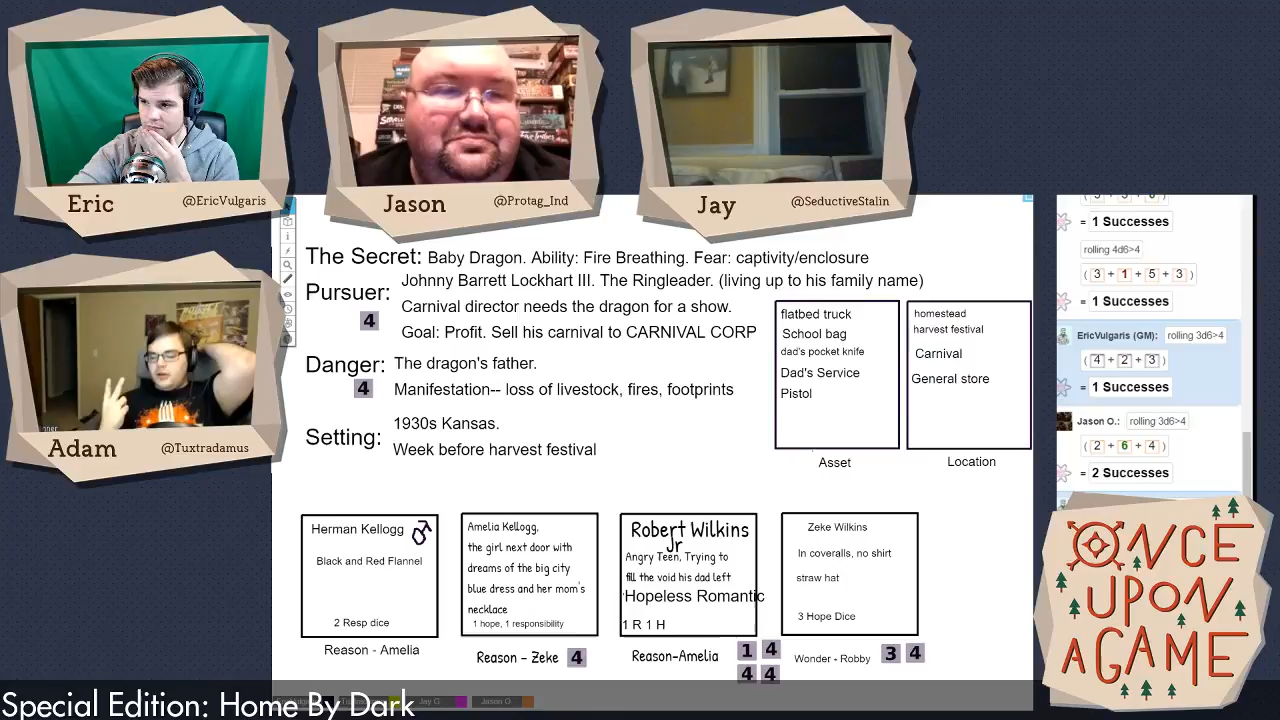 Eric @EricVulgaris
Jason @Protag_Ind
Jay @SeductiveStalin
Adam @Tuxtradamus
The Secret: Baby Dragon. Ability: Fire Breathing. Fear: captivity/enclosure
Pursuer: Johnny Barrett Lockhart III. The Ringleader. (living up to his family name)
4
Carnival director needs the dragon for a show.
Goal: Profit. Sell his carnival to CARNIVAL CORP
Danger: The dragon's father.
4
Manifestation-- loss of livestock, fires, footprints
Setting: 1930s Kansas.
Week before harvest festival
flatbed truck
School bag
dad's pocket knife
Dad's Service
Pistol
Asset
homestead
harvest festival
Carnival
General store
Location
Herman Kellogg
Black and Red Flannel
2 Resp dice
Reason - Amelia
Amelia Kellogg,
the girl next door with
dreams of the big city
blue dress and her mom's
necklace
1 hope, 1 responsibility
Reason - Zeke 4
Robert Wilkins
Jr
Angry Teen, Trying to
fill the void his dad left
Hopeless Romantic
1 R 1 H
Reason-Amelia 1 4
4 4
Zeke Wilkins
In coveralls, no shirt
straw hat
3 Hope Dice
Wonder - Robby 3 4
= 1 Successes
rolling 4d6>4
( 3 + 1 + 5 + 3 )
= 1 Successes
EricVulgaris (GM): rolling 3d6>4
( 4 + 2 + 3 )
= 1 Successes
Jason O.: rolling 3d6>4
( 2 + 6 + 4 )
= 2 Successes
ONCE
UPON
A GAME
Jay G
Jason O
Special Edition: Home By Dark